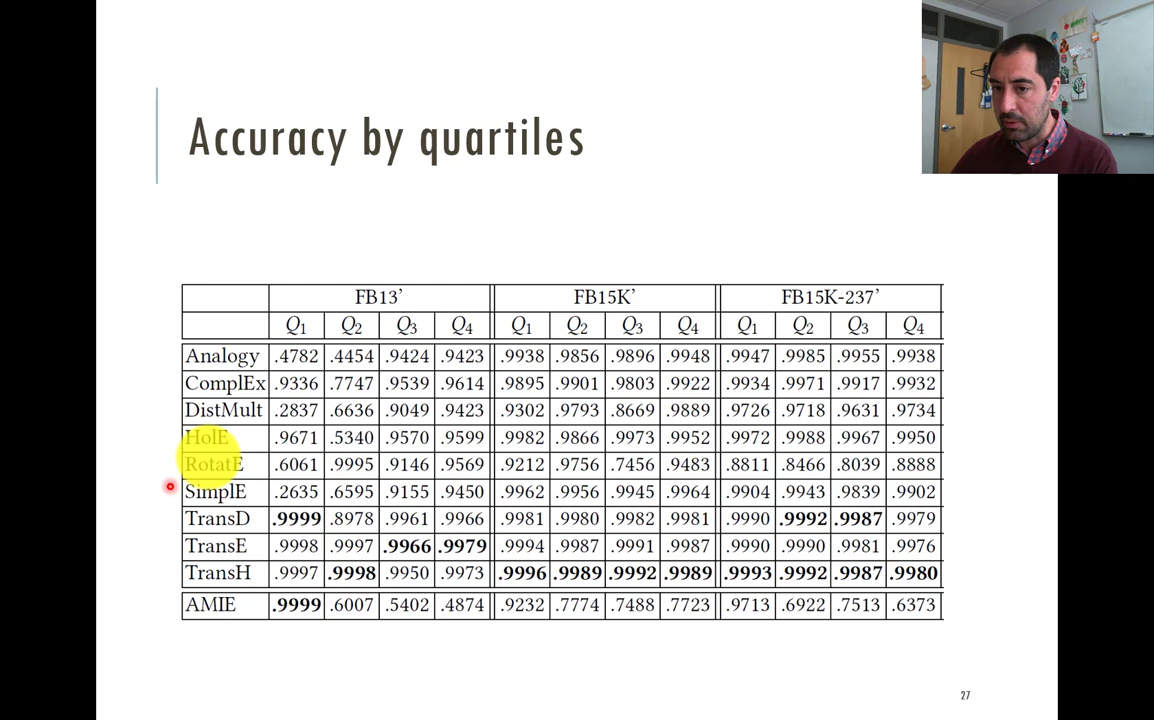 Accuracy by quartiles
FB13' FB15K' FB15K-237'
Q1 Q2 Q3 Q4 Q1 Q2 Q3 Q4 Q1 Q2 Q3 Q4
Analogy .4782 .4454 .9424 .9423 .9938 .9856 .9896 .9948 .9947 .9985 .9955 .9938
ComplEx .9336 .7747 .9539 .9614 .9895 .9901 .9803 .9922 .9934 .9971 .9917 .9932
DistMult .2837 .6636 .9049 .9423 .9302 .9793 .8669 .9889 .9726 .9718 .9631 .9734
HolE .9671 .5340 .9570 .9599 .9982 .9866 .9973 .9952 .9972 .9988 .9967 .9950
RotatE .6061 .9995 .9146 .9569 .9212 .9756 .7456 .9483 .8811 .8466 .8039 .8888
SimplE .2635 .6595 .9155 .9450 .9962 .9956 .9945 .9964 .9904 .9943 .9839 .9902
TransD .9999 .8978 .9961 .9966 .9981 .9980 .9982 .9981 .9990 .9992 .9987 .9979
TransE .9998 .9997 .9966 .9979 .9994 .9987 .9991 .9987 .9990 .9990 .9981 .9976
TransH .9997 .9998 .9950 .9973 .9996 .9989 .9992 .9989 .9993 .9992 .9987 .9980
AMIE .9999 .6007 .5402 .4874 .9232 .7774 .7488 .7723 .9713 .6922 .7513 .6373
27